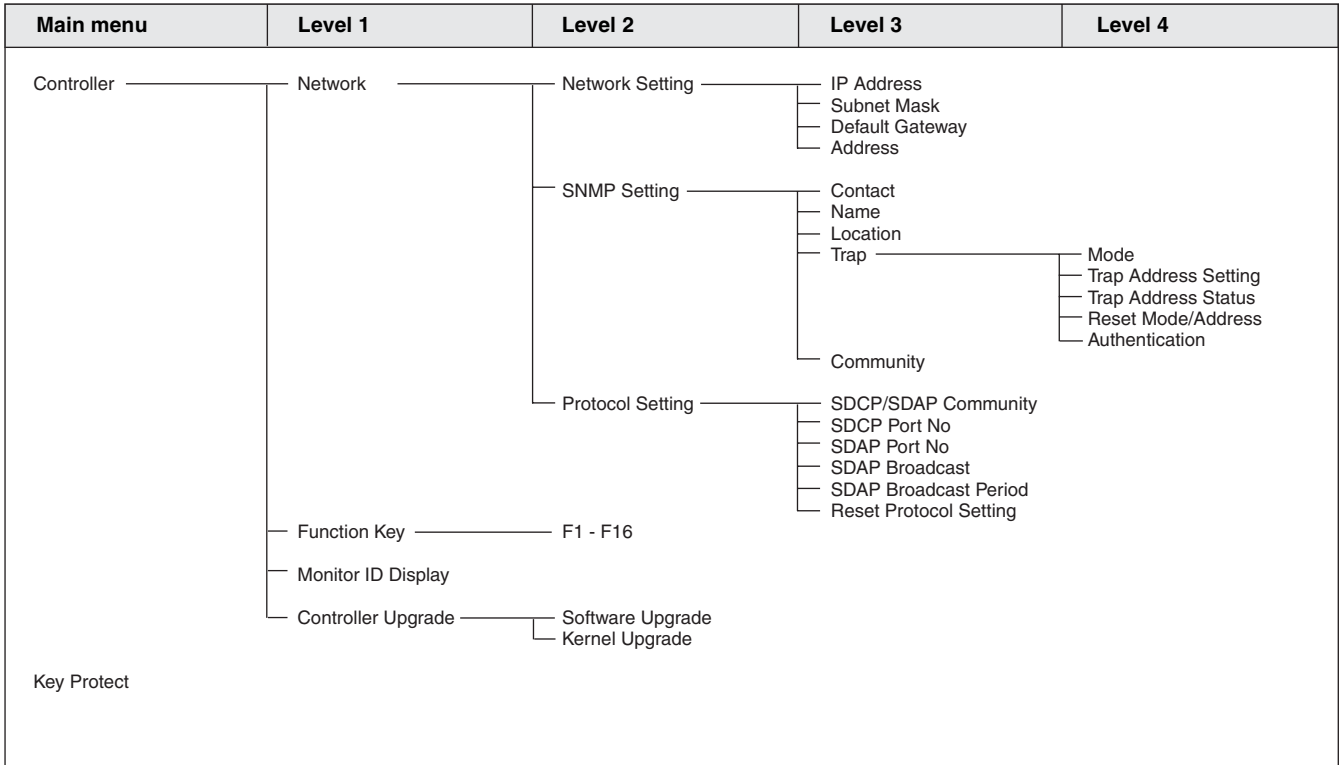 Main menu Level 1 Level 2 Level 3 Level 4
Controller Network Network Setting IP Address
Subnet Mask
Default Gateway
Address
SNMP Setting Contact
Name
Location
Trap Mode
Trap Address Setting
Trap Address Status
Reset Mode/Address
Authentication
Community
Protocol Setting SDCP/SDAP Community
SDCP Port No
SDAP Port No
SDAP Broadcast
SDAP Broadcast Period
Reset Protocol Setting
Function Key F1 - F16
Monitor ID Display
Controller Upgrade Software Upgrade
Kernel Upgrade
Key Protect